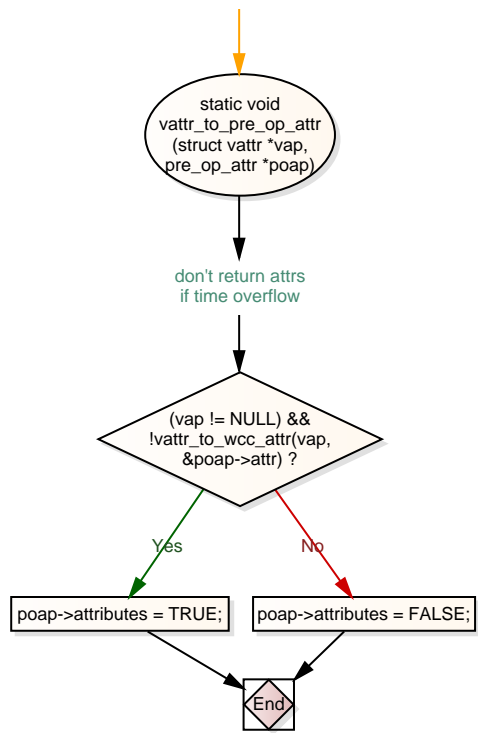 static void
vattr_to_pre_op_attr
(struct vattr *vap,
pre_op_attr *poap)
don't return attrs
if time overflow
(vap != NULL) &&
!vattr_to_wcc_attr(vap,
&poap->attr) ?
Yes
No
poap->attributes = TRUE;
poap->attributes = FALSE;
End